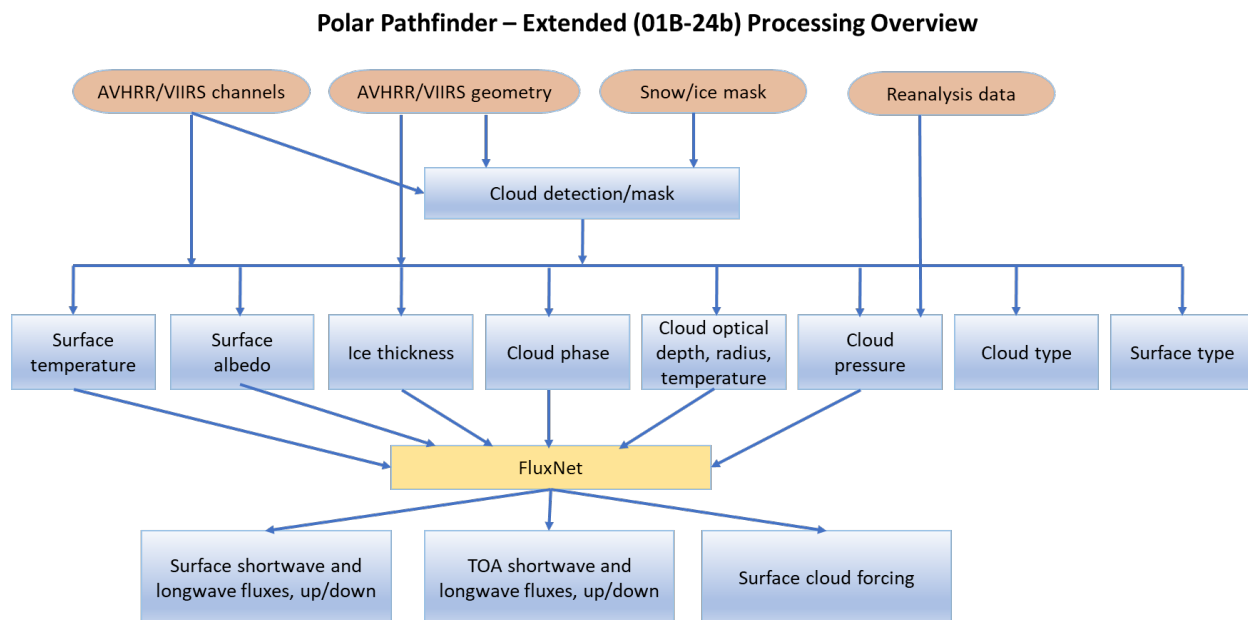 Polar Pathfinder – Extended (01B-24b) Processing Overview
AVHRR/VIIRS channels
AVHRR/VIIRS geometry
Snow/ice mask
Reanalysis data
Cloud detection/mask
Surface
temperature
Surface
albedo
Ice thickness
Cloud phase
Cloud optical
depth, radius,
temperature
Cloud
pressure
Cloud type
Surface type
FluxNet
Surface shortwave and
longwave fluxes, up/down
TOA shortwave and
longwave fluxes, up/down
Surface cloud forcing